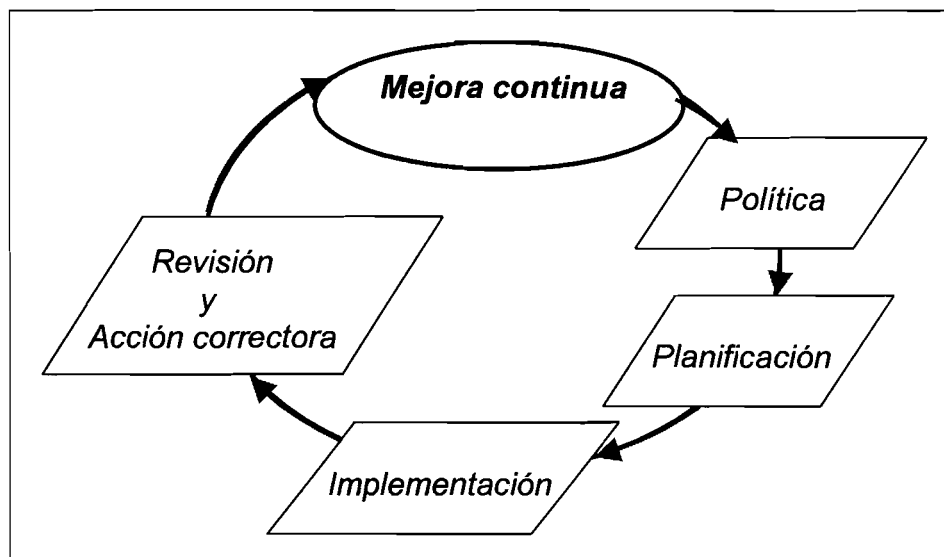 Mejora continua
Política
Planificación
Implementación
Revisión
y
Acción correctora